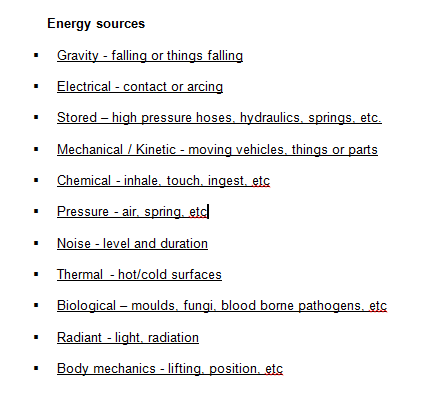 Energy sources
▪ Gravity - falling or things falling
▪ Electrical - contact or arcing
▪ Stored – high pressure hoses, hydraulics, springs, etc.
▪ Mechanical / Kinetic - moving vehicles, things or parts
▪ Chemical - inhale, touch, ingest, etc
▪ Pressure - air, spring, etc
▪ Noise - level and duration
▪ Thermal - hot/cold surfaces
▪ Biological – moulds, fungi, blood borne pathogens, etc
▪ Radiant - light, radiation
▪ Body mechanics - lifting, position, etc